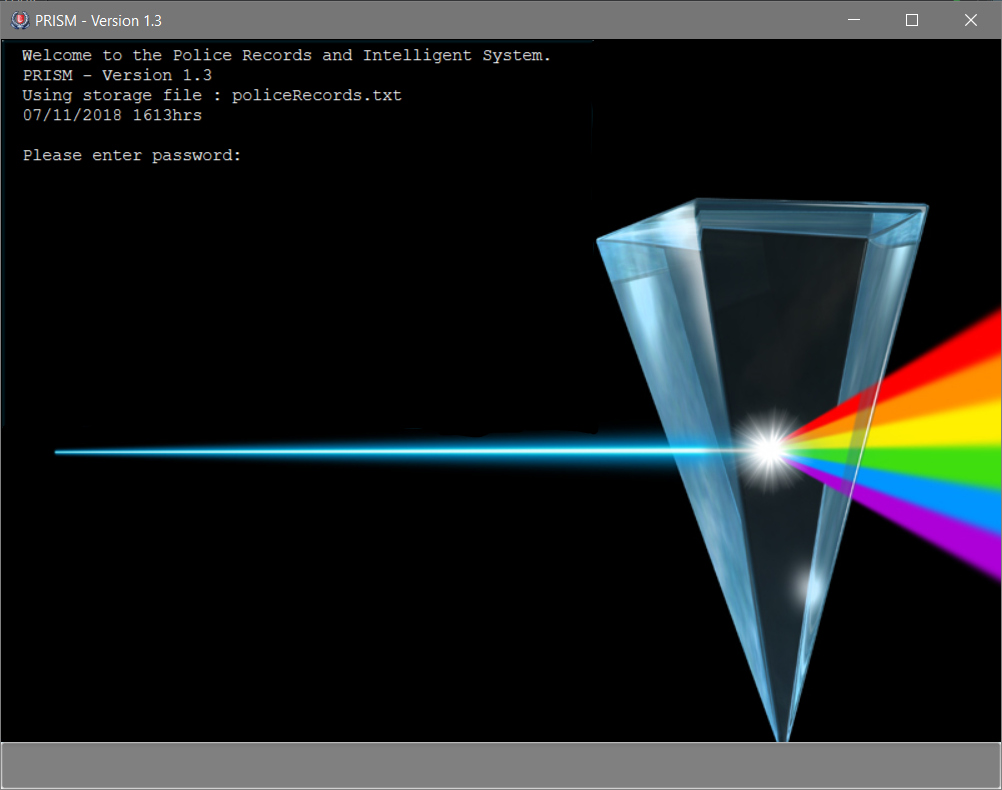 PRISM - Version 1.3
Welcome to the Police Records and Intelligent System.
PRISM - Version 1.3
Using storage file : policeRecords.txt
07/11/2018 1613hrs
Please enter password: